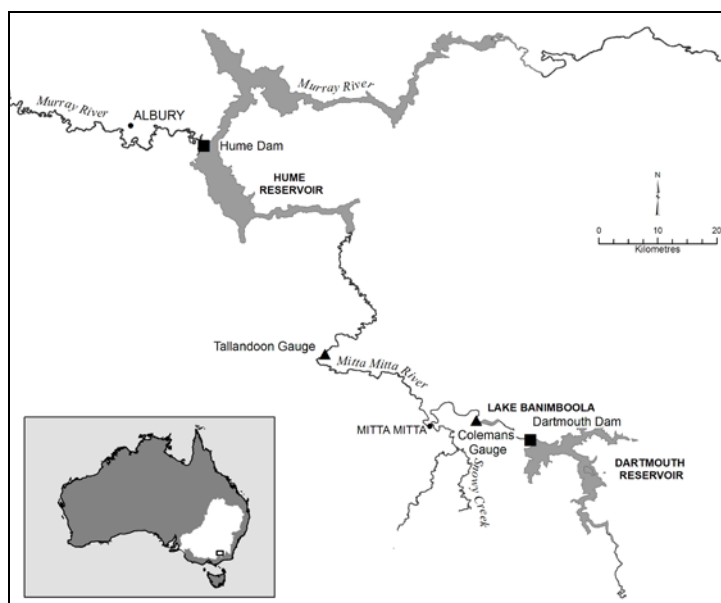 Murray River
Murray River
ALBURY
Hume Dam
HUME
RESERVOIR
N
S
0 10 20
Kilometres
Tallandoon Gauge
Mitta Mitta River
LAKE BANIMBOOLA
Dartmouth Dam
MITTA MITTA
Colemans
Gauge
DARTMOUTH
RESERVOIR
Snowy Creek